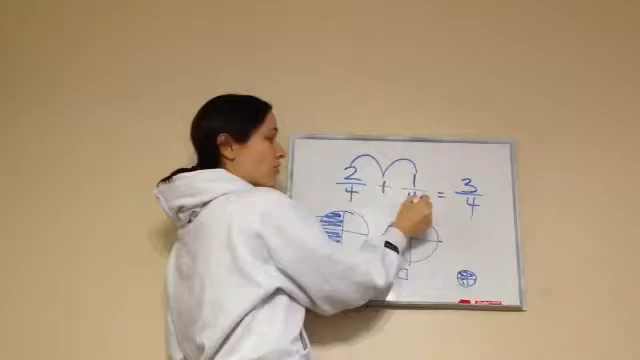 2/4 + 1/4 = 3/4